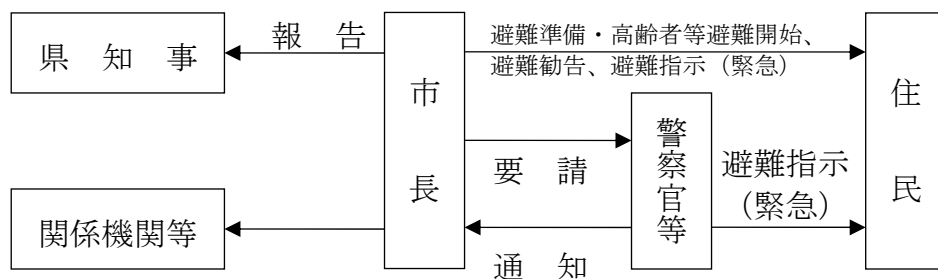 県知事
報告
避難準備・高齢者等避難開始、
避難勧告、避難指示（緊急）
市長
住民
警察官等
要請
避難指示
（緊急）
関係機関等
通知